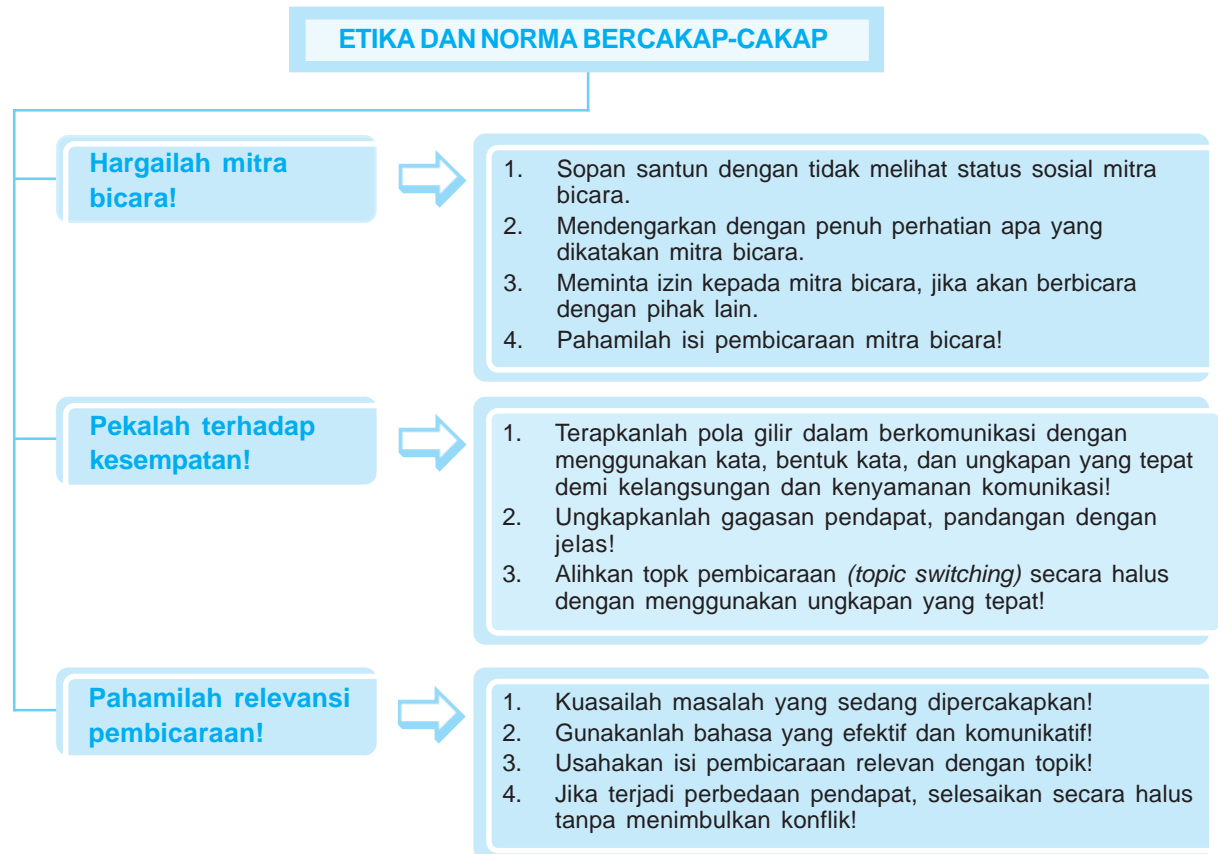 ETIKA DAN NORMA BERCAKAP-CAKAP
Hargailah mitra
bicara!
1. Sopan santun dengan tidak melihat status sosial mitra
bicara.
2. Mendengarkan dengan penuh perhatian apa yang
dikatakan mitra bicara.
3. Meminta izin kepada mitra bicara, jika akan berbicara
dengan pihak lain.
4. Pahamilah isi pembicaraan mitra bicara!
Pekalah terhadap
kesempatan!
1. Terapkanlah pola gilir dalam berkomunikasi dengan
menggunakan kata, bentuk kata, dan ungkapan yang tepat
demi kelangsungan dan kenyamanan komunikasi!
2. Ungkapkanlah gagasan pendapat, pandangan dengan
jelas!
3. Alihkan topk pembicaraan (topic switching) secara halus
dengan menggunakan ungkapan yang tepat!
Pahamilah relevansi
pembicaraan!
1. Kuasailah masalah yang sedang dipercakapkan!
2. Gunakanlah bahasa yang efektif dan komunikatif!
3. Usahakan isi pembicaraan relevan dengan topik!
4. Jika terjadi perbedaan pendapat, selesaikan secara halus
tanpa menimbulkan konflik!